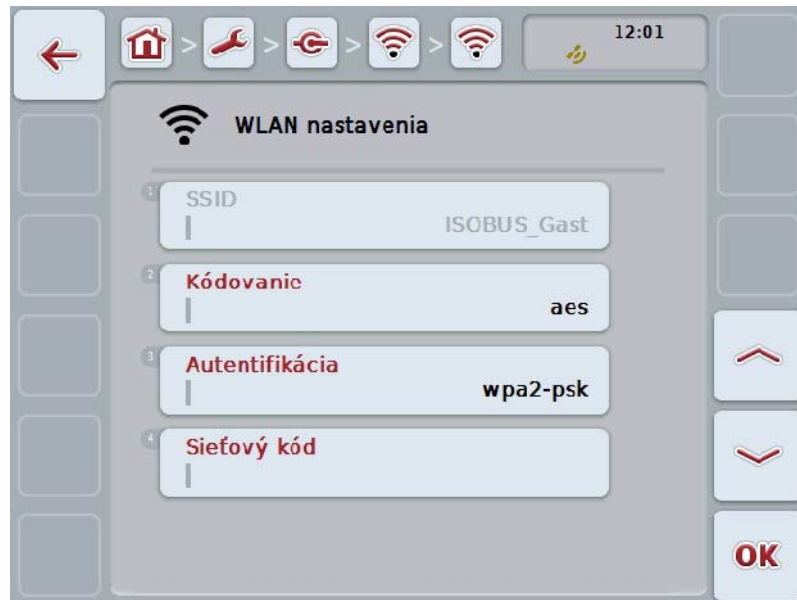 12:01
WLAN nastavenia
1
SSID
ISOBUS_Gast
2
Kódovanie
aes
3
Autentifikácia
wpa2-psk
4
Sieťový kód
OK